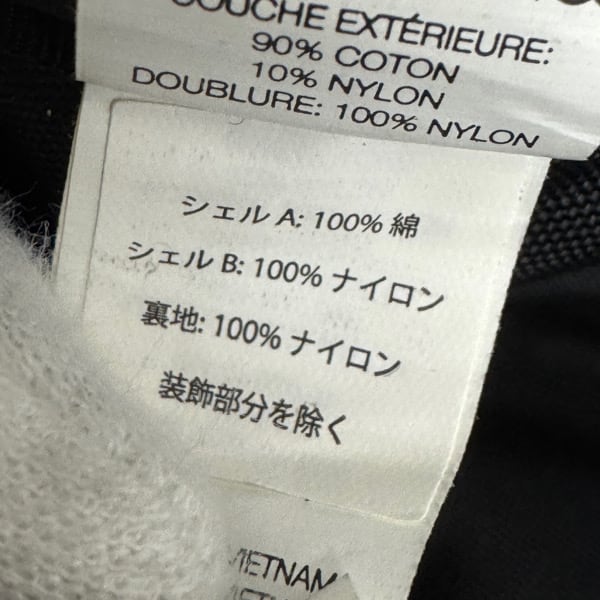 COUCHE EXTÉRIEURE:
90% COTON
10% NYLON
DOUBLURE: 100% NYLON
シェル A: 100% 綿
シェル B: 100% ナイロン
裏地: 100% ナイロン
装飾部分を除く
VIETNAM